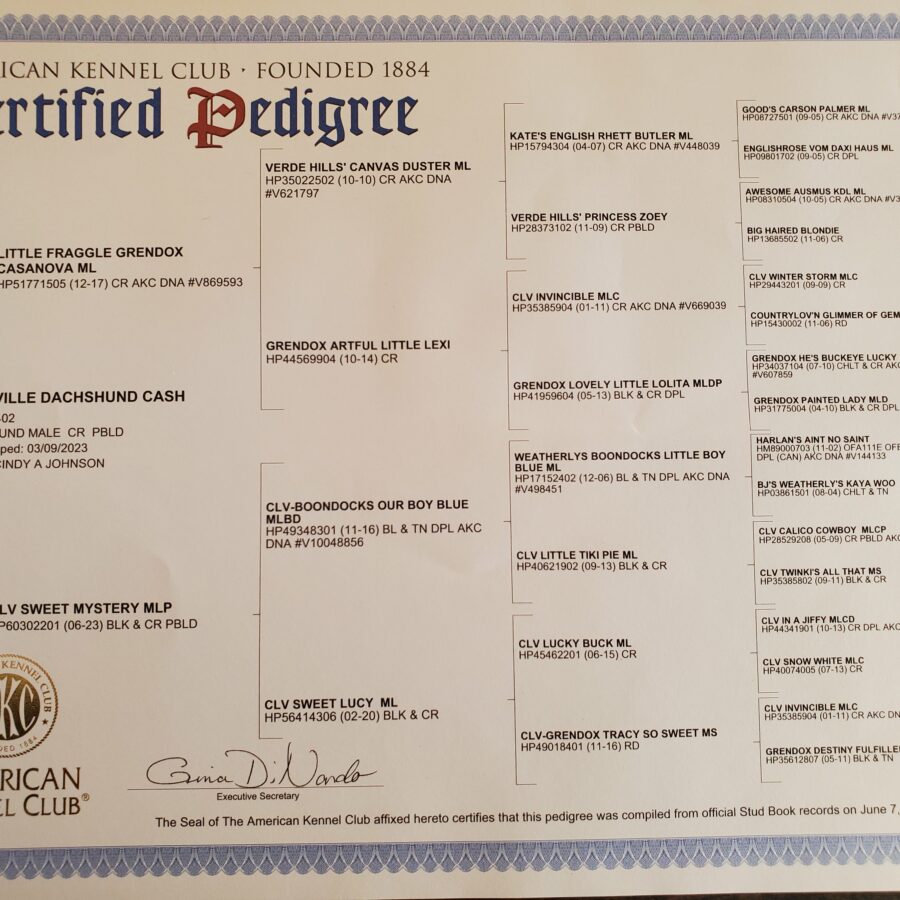 ERICAN KENNEL CLUB · FOUNDED 1884
ertified Pedigree
LITTLE FRAGGLE GRENDOX
CASANOVA ML
HP51771505 (12-17) CR AKC DNA #V869593
VILLE DACHSHUND CASH
-02
UND MALE CR PBLD
ped: 03/09/2023
CINDY A JOHNSON
LV SWEET MYSTERY MLP
P60302201 (06-23) BLK & CR PBLD
VERDE HILLS' CANVAS DUSTER ML
HP35022502 (10-10) CR AKC DNA
#V621797
GRENDOX ARTFUL LITTLE LEXI
HP44569904 (10-14) CR
CLV-BOONDOCKS OUR BOY BLUE
MLBD
HP49348301 (11-16) BL & TN DPL AKC
DNA #V10048856
CLV SWEET LUCY ML
HP56414306 (02-20) BLK & CR
KATE'S ENGLISH RHETT BUTLER ML
HP15794304 (04-07) CR AKC DNA #V448039
VERDE HILLS' PRINCESS ZOEY
HP28373102 (11-09) CR PBLD
CLV INVINCIBLE MLC
HP35385904 (01-11) CR AKC DNA #V669039
GRENDOX LOVELY LITTLE LOLITA MLDP
HP41959604 (05-13) BLK & CR DPL
WEATHERLYS BOONDOCKS LITTLE BOY
BLUE ML
HP17152402 (12-06) BL & TN DPL AKC DNA
#V498451
CLV LITTLE TIKI PIE ML
HP40621902 (09-13) BLK & CR
CLV LUCKY BUCK ML
HP45462201 (06-15) CR
CLV-GRENDOX TRACY SO SWEET MS
HP49018401 (11-16) RD
GOOD'S CARSON PALMER ML
HP08727501 (09-05) CR AKC DNA #V37
ENGLISHROSE VOM DAXI HAUS ML
HP09801702 (09-05) CR DPL
AWESOME AUSMUS KDL ML
HP08310504 (10-05) CR AKC DNA #V3
BIG HAIRED BLONDIE
HP13685502 (11-06) CR
CLV WINTER STORM MLC
HP29443201 (09-09) CR
COUNTRYLOV'N GLIMMER OF GEM
HP15430002 (11-06) RD
GRENDOX HE'S BUCKEYE LUCKY
HP34037104 (07-10) CHLT & CR AKC
#V607859
GRENDOX PAINTED LADY MLD
HP31775004 (04-10) BLK & CR DPL
HARLAN'S AINT NO SAINT
HM89000703 (11-02) OFA111E OFE
DPL (CAN) AKC DNA #V144133
BJ'S WEATHERLY'S KAYA WOO
HP03861501 (08-04) CHLT & TN
CLV CALICO COWBOY MLCP
HP28529208 (05-09) CR PBLD AKC
CLV TWINKI'S ALL THAT MS
HP35385802 (09-11) BLK & CR
CLV IN A JIFFY MLCD
HP44341901 (10-13) CR DPL AKC
CLV SNOW WHITE MLC
HP40074005 (07-13) CR
CLV INVINCIBLE MLC
HP35385904 (01-11) CR AKC DN
GRENDOX DESTINY FULFILLE
HP35612807 (05-11) BLK & TN
KENNEL CLUB
KC
DED 1884
RICAN
EL CLUB®
Gina DiNardo
Executive Secretary
The Seal of The American Kennel Club affixed hereto certifies that this pedigree was compiled from official Stud Book records on June 7,